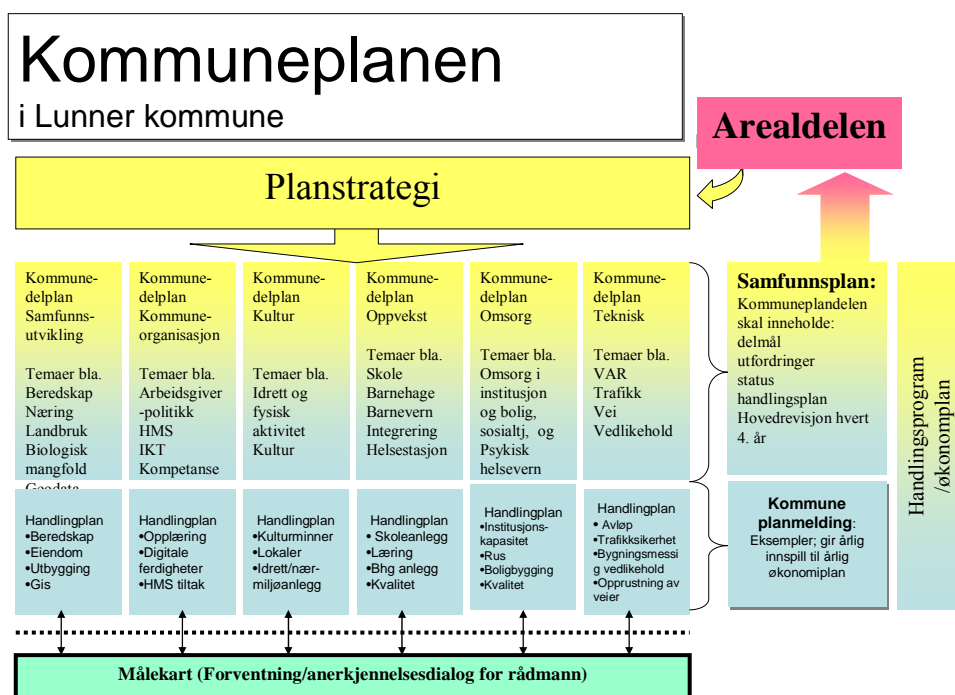 Kommuneplanen
i Lunner kommune
Arealdelen
Planstrategi
Kommune-
delplan
Samfunns-
utvikling
Temaer bla.
Beredskap
Næring
Landbruk
Biologisk
mangfold
Geodata
Kommune-
delplan
Kommune-
organisasjon
Temaer bla.
Arbeidsgiver
-politikk
HMS
IKT
Kompetanse
Kommune-
delplan
Kultur
Temaer bla.
Idrett og
fysisk
aktivitet
Kultur
Kommune-
delplan
Oppvekst
Temaer bla.
Skole
Barnehage
Barnevern
Integrering
Helsestasjon
Kommune-
delplan
Omsorg
Temaer bla.
Omsorg i
institusjon
og bolig,
sosialtj, og
Psykisk
helsevern
Kommune-
delplan
Teknisk
Temaer bla.
VAR
Trafikk
Vei
Vedlikehold
Samfunnsplan:
Kommuneplandelen
skal inneholde:
delmål
utfordringer
status
handlingsplan
Hovedrevisjon hvert
4. år
Handlingsprogram
/økonomplan
Handlingplan
•Beredskap
•Eiendom
•Utbygging
•Gis
Handlingplan
•Opplæring
•Digitale
ferdigheter
•HMS tiltak
Handlingplan
•Kulturminner
•Lokaler
•Idrett/nær-
miljøanlegg
Handlingplan
• Skoleanlegg
•Læring
•Bhg anlegg
•Kvalitet
Handlingplan
•Institusjons-
kapasitet
•Rus
•Boligbygging
•Kvalitet
Handlingplan
• Avløp
•Trafikksikerhet
•Bygningsmessi
g vedlikehold
•Opprustning av
veier
Kommune
planmelding:
Eksempler; gir årlig
innspill til årlig
økonomiplan
Målekart (Forventning/anerkjennelsesdialog for rådmann)